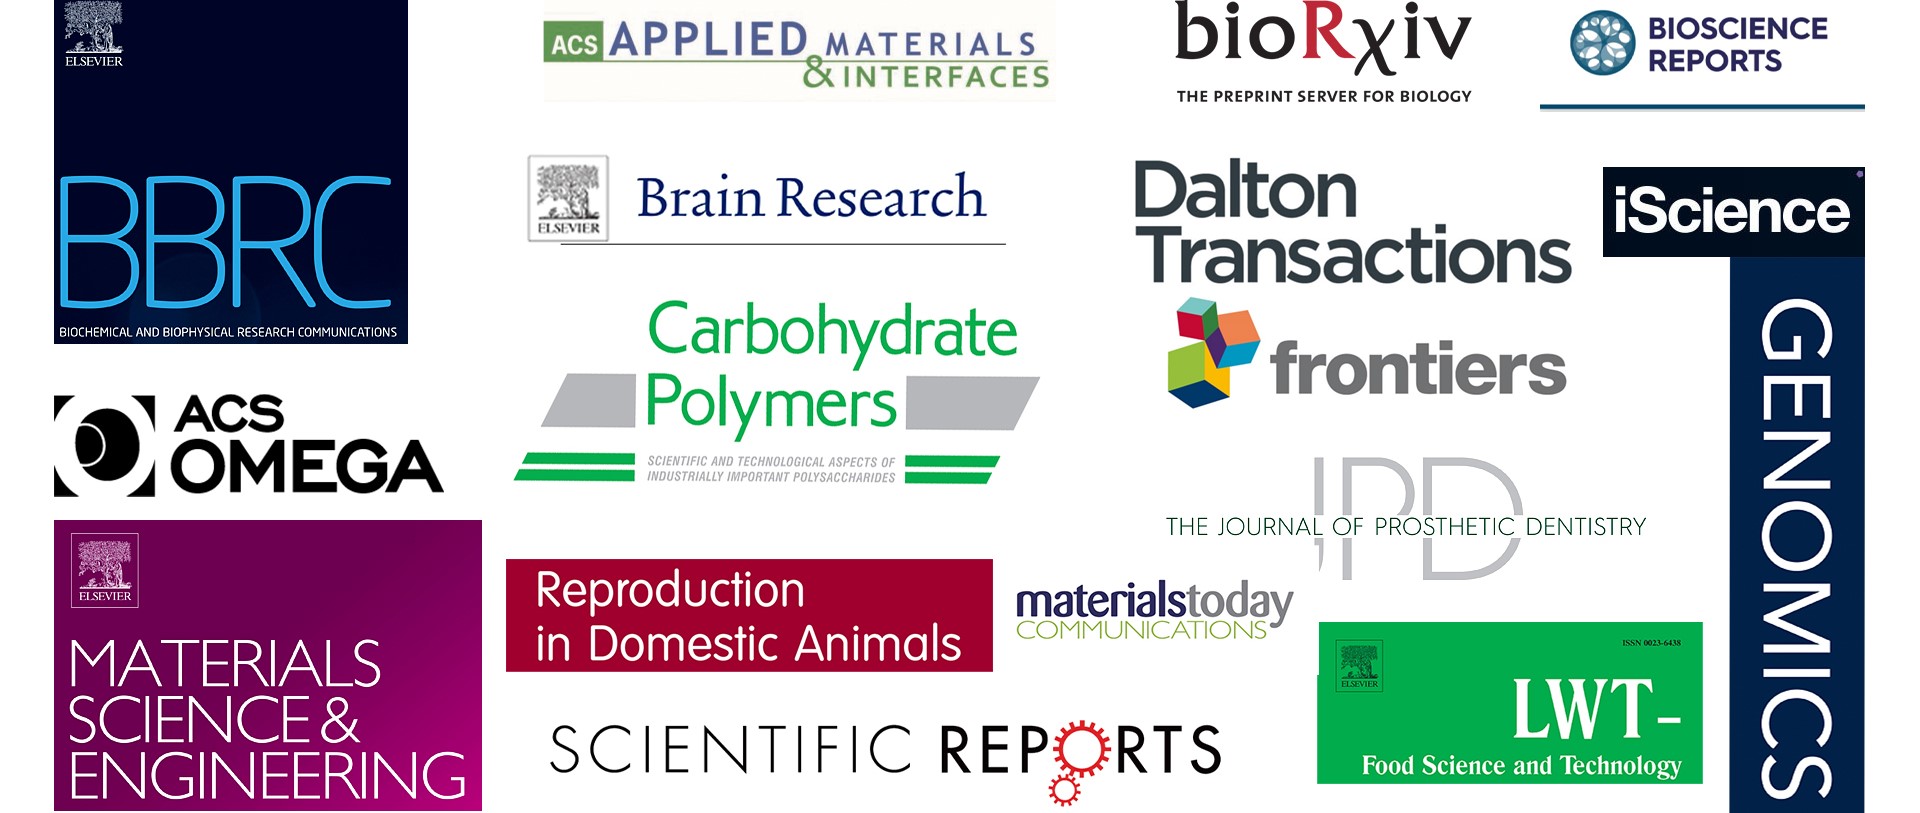 ELSEVIER
BBRC
BIOCHEMICAL AND BIOPHYSICAL RESEARCH COMMUNICATIONS
ACS APPLIED MATERIALS
& INTERFACES
bioRxiv
THE PREPRINT SERVER FOR BIOLOGY
BIOSCIENCE
REPORTS
ELSEVIER
Brain Research
Dalton
Transactions
iScience
Carbohydrate
Polymers
SCIENTIFIC AND TECHNOLOGICAL ASPECTS OF
INDUSTRIALLY IMPORTANT POLYSACCHARIDES
frontiers
GENOMICS
ACS
OMEGA
JPD
THE JOURNAL OF PROSTHETIC DENTISTRY
ELSEVIER
MATERIALS
SCIENCE &
ENGINEERING
Reproduction
in Domestic Animals
materialstoday
COMMUNICATIONS
ISSN 0023-6438
ELSEVIER
LWT-
Food Science and Technology
SCIENTIFIC REPORTS